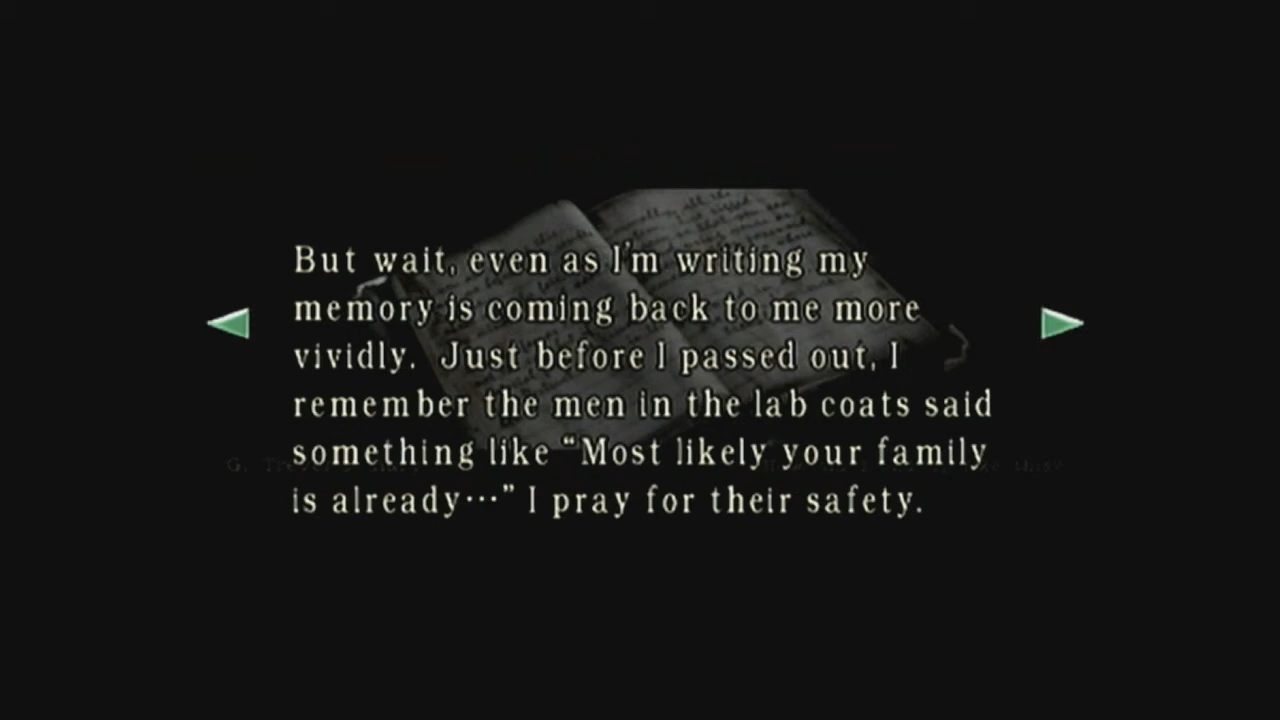 But wait, even as I'm writing my
memory is coming back to me more
vividly. Just before I passed out, I
remember the men in the lab coats said
something like “Most likely your family
is already…” I pray for their safety.